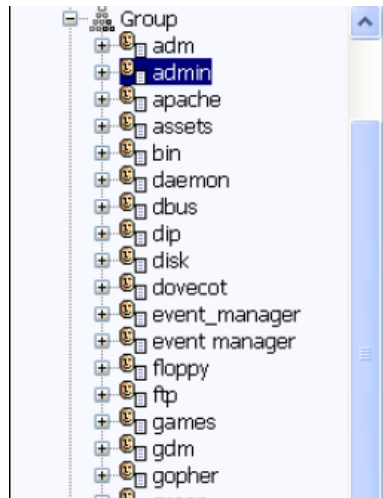 Group
adm
admin
apache
assets
bin
daemon
dbus
dip
disk
dovecot
event_manager
event manager
floppy
ftp
games
gdm
gopher